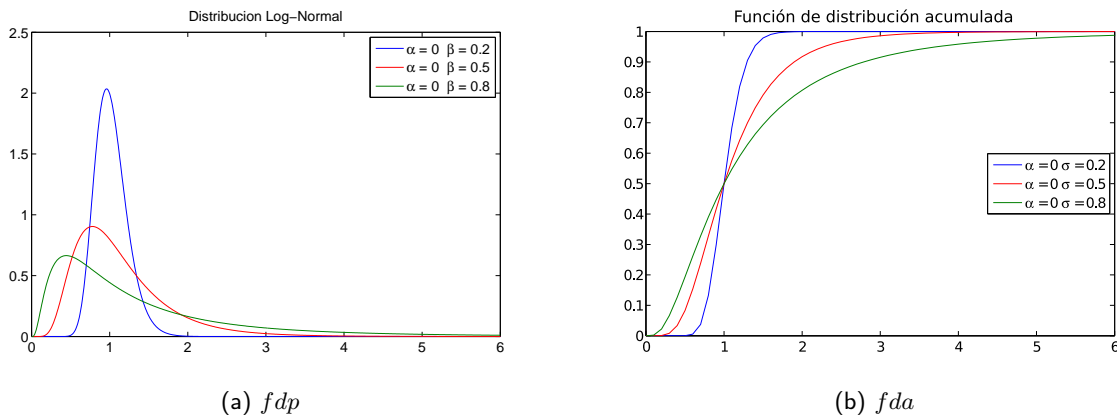 Distribucion Log−Normal
2.5
2
1.5
1
0.5
0
0 1 2 3 4 5 6
α = 0 β = 0.2
α = 0 β = 0.5
α = 0 β = 0.8
(a) fdp
Función de distribución acumulada
1
0.9
0.8
0.7
0.6
0.5
0.4
0.3
0.2
0.1
0
0 1 2 3 4 5 6
α =0 σ =0.2
α =0 σ =0.5
α =0 σ =0.8
(b) fda